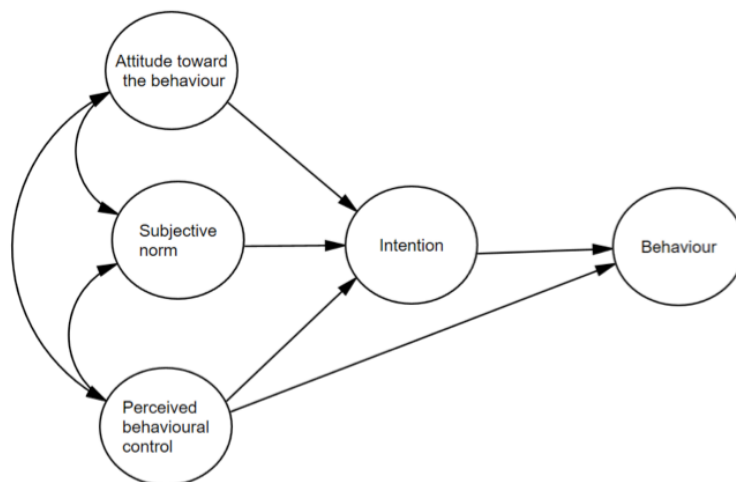 Attitude toward
the behaviour
Subjective
norm
Intention
Behaviour
Perceived
behavioural
control